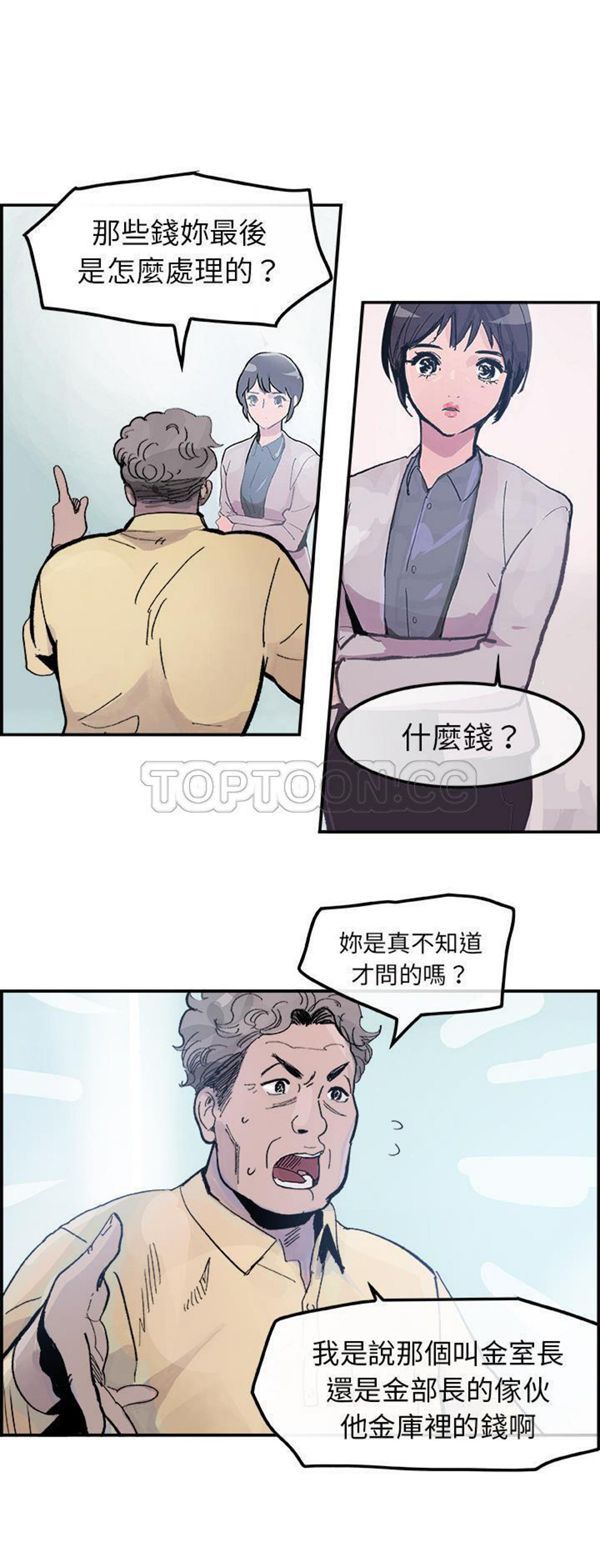 那些錢妳最後
是怎麼處理的？
什麼錢？
TOPTOON.CC
妳是真不知道
才問的嗎？
我是說那個叫金室長
還是金部長的傢伙
他金庫裡的錢啊